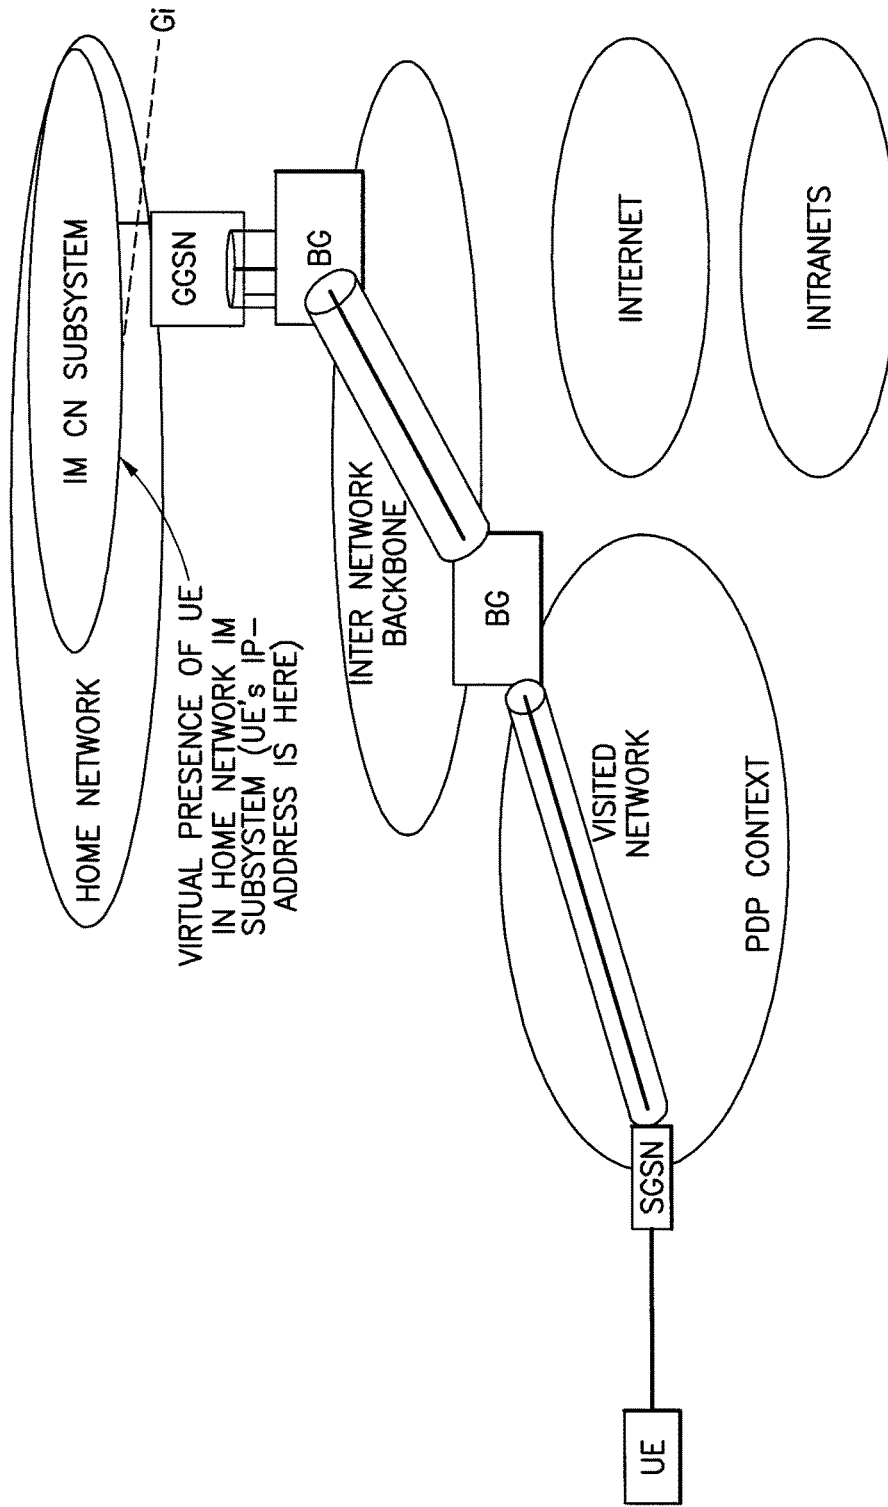 HOME NETWORK
IM CN SUBSYSTEM
Gi
VIRTUAL PRESENCE OF UE
IN HOME NETWORK IM
SUBSYSTEM (UE's IP-
ADDRESS IS HERE)
GGSN
BG
INTER NETWORK
BACKBONE
BG
INTERNET
INTRANETS
VISITED
NETWORK
PDP CONTEXT
SGSN
UE